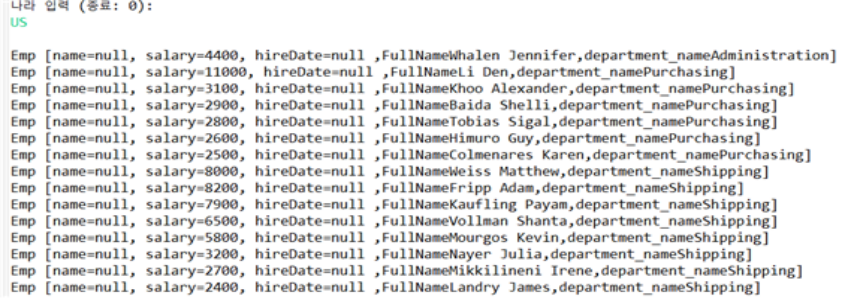 나라 입력 (종료: 0):
US
Emp [name=null, salary=4400, hireDate=null ,FullNameWhalen Jennifer,department_nameAdministration]
Emp [name=null, salary=11000, hireDate=null ,FullNameLi Den,department_namePurchasing]
Emp [name=null, salary=3100, hireDate=null ,FullNameKhoo Alexander,department_namePurchasing]
Emp [name=null, salary=2900, hireDate=null ,FullNameBaida Shelli,department_namePurchasing]
Emp [name=null, salary=2800, hireDate=null ,FullNameTobias Sigal,department_namePurchasing]
Emp [name=null, salary=2600, hireDate=null ,FullNameHimuro Guy,department_namePurchasing]
Emp [name=null, salary=2500, hireDate=null ,FullNameColmenares Karen,department_namePurchasing]
Emp [name=null, salary=8000, hireDate=null ,FullNameWeiss Matthew,department_nameShipping]
Emp [name=null, salary=8200, hireDate=null ,FullNameFripp Adam,department_nameShipping]
Emp [name=null, salary=7900, hireDate=null ,FullNameKaufling Payam,department_nameShipping]
Emp [name=null, salary=6500, hireDate=null ,FullNameVollman Shanta,department_nameShipping]
Emp [name=null, salary=5800, hireDate=null ,FullNameMourgos Kevin,department_nameShipping]
Emp [name=null, salary=3200, hireDate=null ,FullNameNayer Julia,department_nameShipping]
Emp [name=null, salary=2700, hireDate=null ,FullNameMikkilineni Irene,department_nameShipping]
Emp [name=null, salary=2400, hireDate=null ,FullNameLandry James,department_nameShipping]